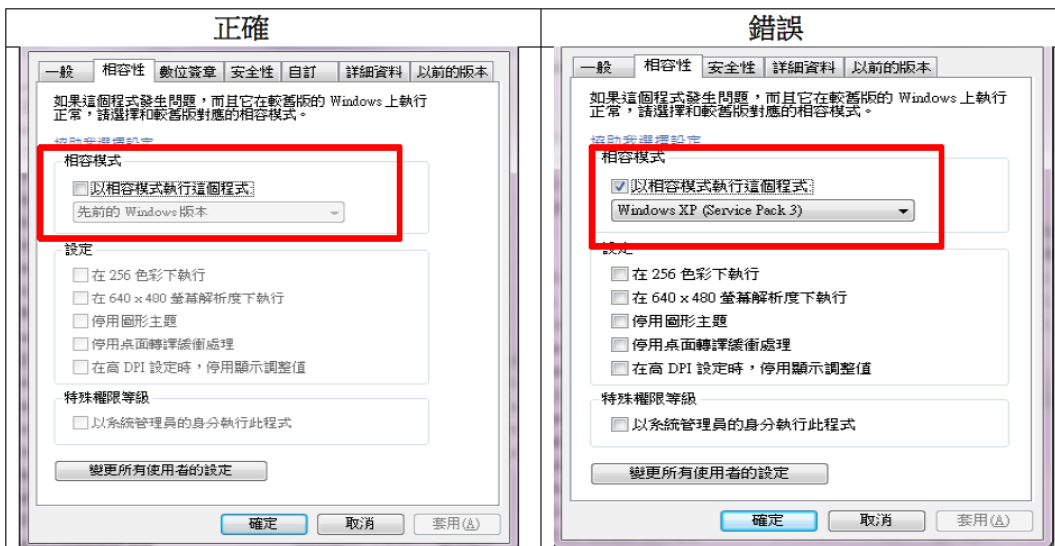 正確
一般 相容性 數位簽章 安全性 自訂 詳細資料 以前的版本
如果這個程式發生問題，而且它在較舊版的 Windows 上執行
正常，請選擇和較舊版對應的相容模式。
協助我選擇設定
相容模式
以相容模式執行這個程式:
先前的 Windows 版本
設定
在 256 色彩下執行
在 640 x 480 螢幕解析度下執行
停用圖形主題
停用桌面轉譯緩衝處理
在高 DPI 設定時，停用顯示調整值
特殊權限等級
以系統管理員的身分執行此程式
變更所有使用者的設定
確定 取消 套用(A)
錯誤
一般 相容性 安全性 詳細資料 以前的版本
如果這個程式發生問題，而且它在較舊版的 Windows 上執行
正常，請選擇和較舊版對應的相容模式。
協助我選擇設定
相容模式
以相容模式執行這個程式:
Windows XP (Service Pack 3)
設定
在 256 色彩下執行
在 640 x 480 螢幕解析度下執行
停用圖形主題
停用桌面轉譯緩衝處理
在高 DPI 設定時，停用顯示調整值
特殊權限等級
以系統管理員的身分執行此程式
變更所有使用者的設定
確定 取消 套用(A)